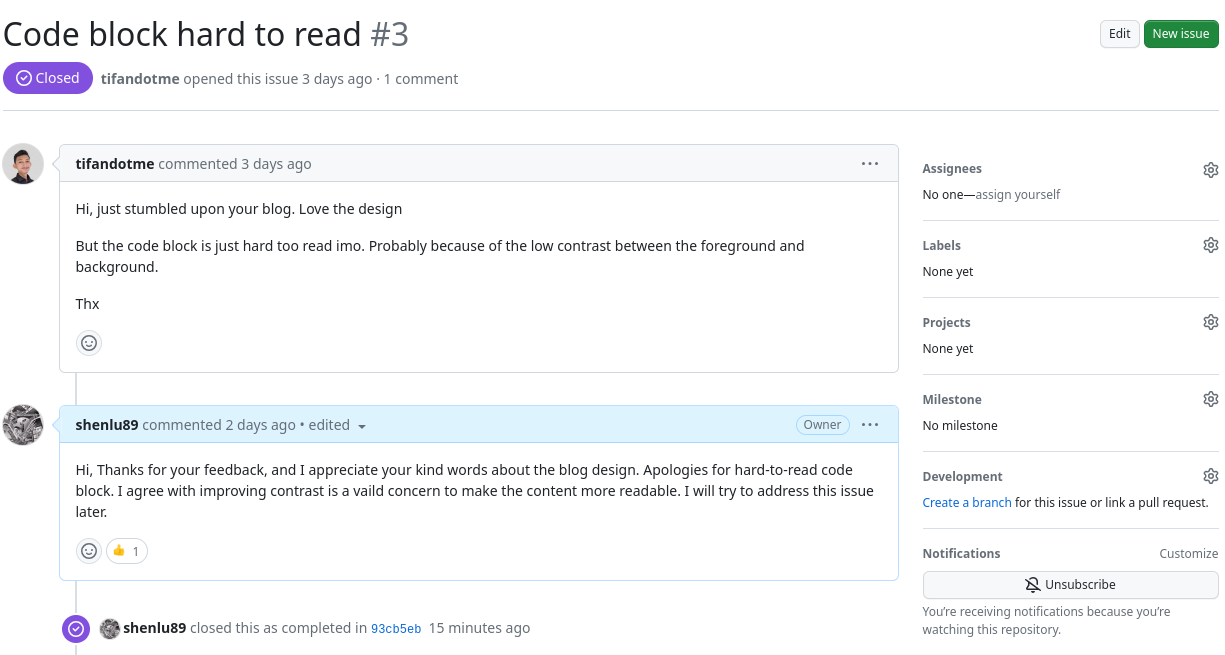 Code block hard to read #3
Edit
New issue
Closed
tifandotme opened this issue 3 days ago · 1 comment
tifandotme commented 3 days ago
Hi, just stumbled upon your blog. Love the design
But the code block is just hard too read imo. Probably because of the low contrast between the foreground and
background.
Thx
shenlu89 commented 2 days ago • edited
Owner
Hi, Thanks for your feedback, and I appreciate your kind words about the blog design. Apologies for hard-to-read code
block. I agree with improving contrast is a vaild concern to make the content more readable. I will try to address this issue
later.
👍 1
shenlu89 closed this as completed in 93cb5eb 15 minutes ago
Assignees
No one—assign yourself
Labels
None yet
Projects
None yet
Milestone
No milestone
Development
Create a branch for this issue or link a pull request.
Notifications
Customize
Unsubscribe
You’re receiving notifications because you’re
watching this repository.